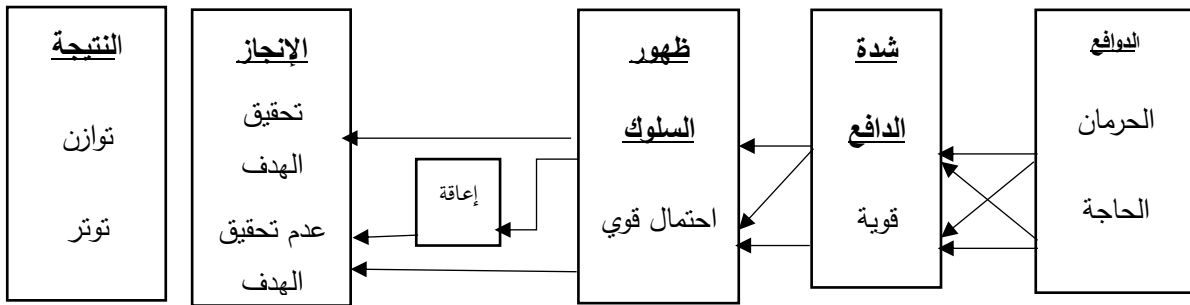 الدوافع
الحرمان
الحاجة
شدة
الدافع
قوية
ظهور
السلوك
احتمال قوي
إعاقة
الإنجاز
تحقيق
الهدف
عدم تحقيق
الهدف
النتيجة
توازن
توتر